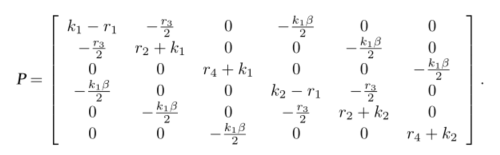 P = [ k₁ − r₁   −r₃/2   0   −k₁β/2   0   0
−r₃/2   r₂ + k₁   0   0   −k₁β/2   0
0   0   r₄ + k₁   0   0   −k₁β/2
−k₁β/2   0   0   k₂ − r₁   −r₃/2   0
0   −k₁β/2   0   −r₃/2   r₂ + k₂   0
0   0   −k₁β/2   0   0   r₄ + k₂ ] .